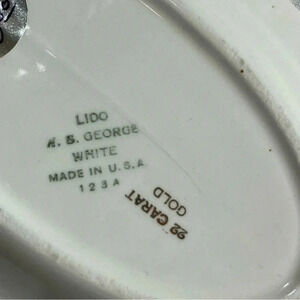 LIDO
W. S. GEORGE
WHITE
MADE IN U.S.A
123A
22 CARAT
GOLD